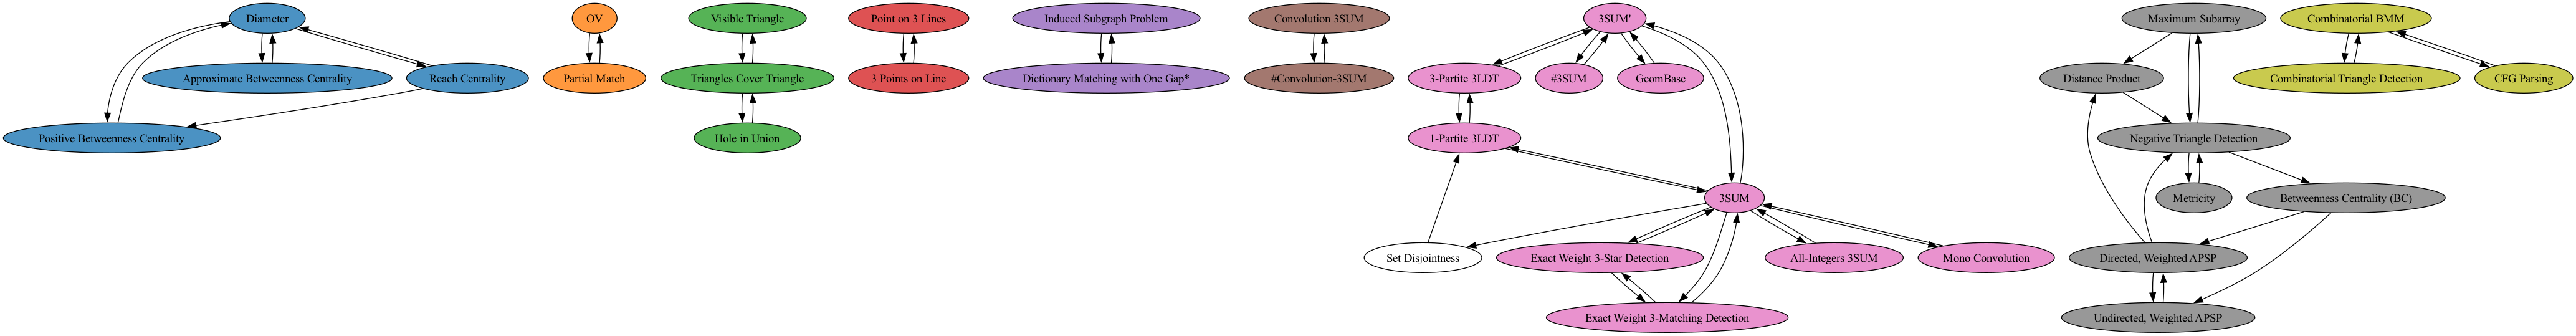 Diameter
OV
Visible Triangle
Point on 3 Lines
Induced Subgraph Problem
Convolution 3SUM
3SUM'
Maximum Subarray
Combinatorial BMM
Approximate Betweenness Centrality
Reach Centrality
Partial Match
Triangles Cover Triangle
3 Points on Line
Dictionary Matching with One Gap*
#Convolution-3SUM
3-Partite 3LDT
#3SUM
GeomBase
Distance Product
Combinatorial Triangle Detection
CFG Parsing
Positive Betweenness Centrality
Hole in Union
1-Partite 3LDT
Negative Triangle Detection
3SUM
Metricity
Betweenness Centrality (BC)
Set Disjointness
Exact Weight 3-Star Detection
All-Integers 3SUM
Mono Convolution
Directed, Weighted APSP
Exact Weight 3-Matching Detection
Undirected, Weighted APSP